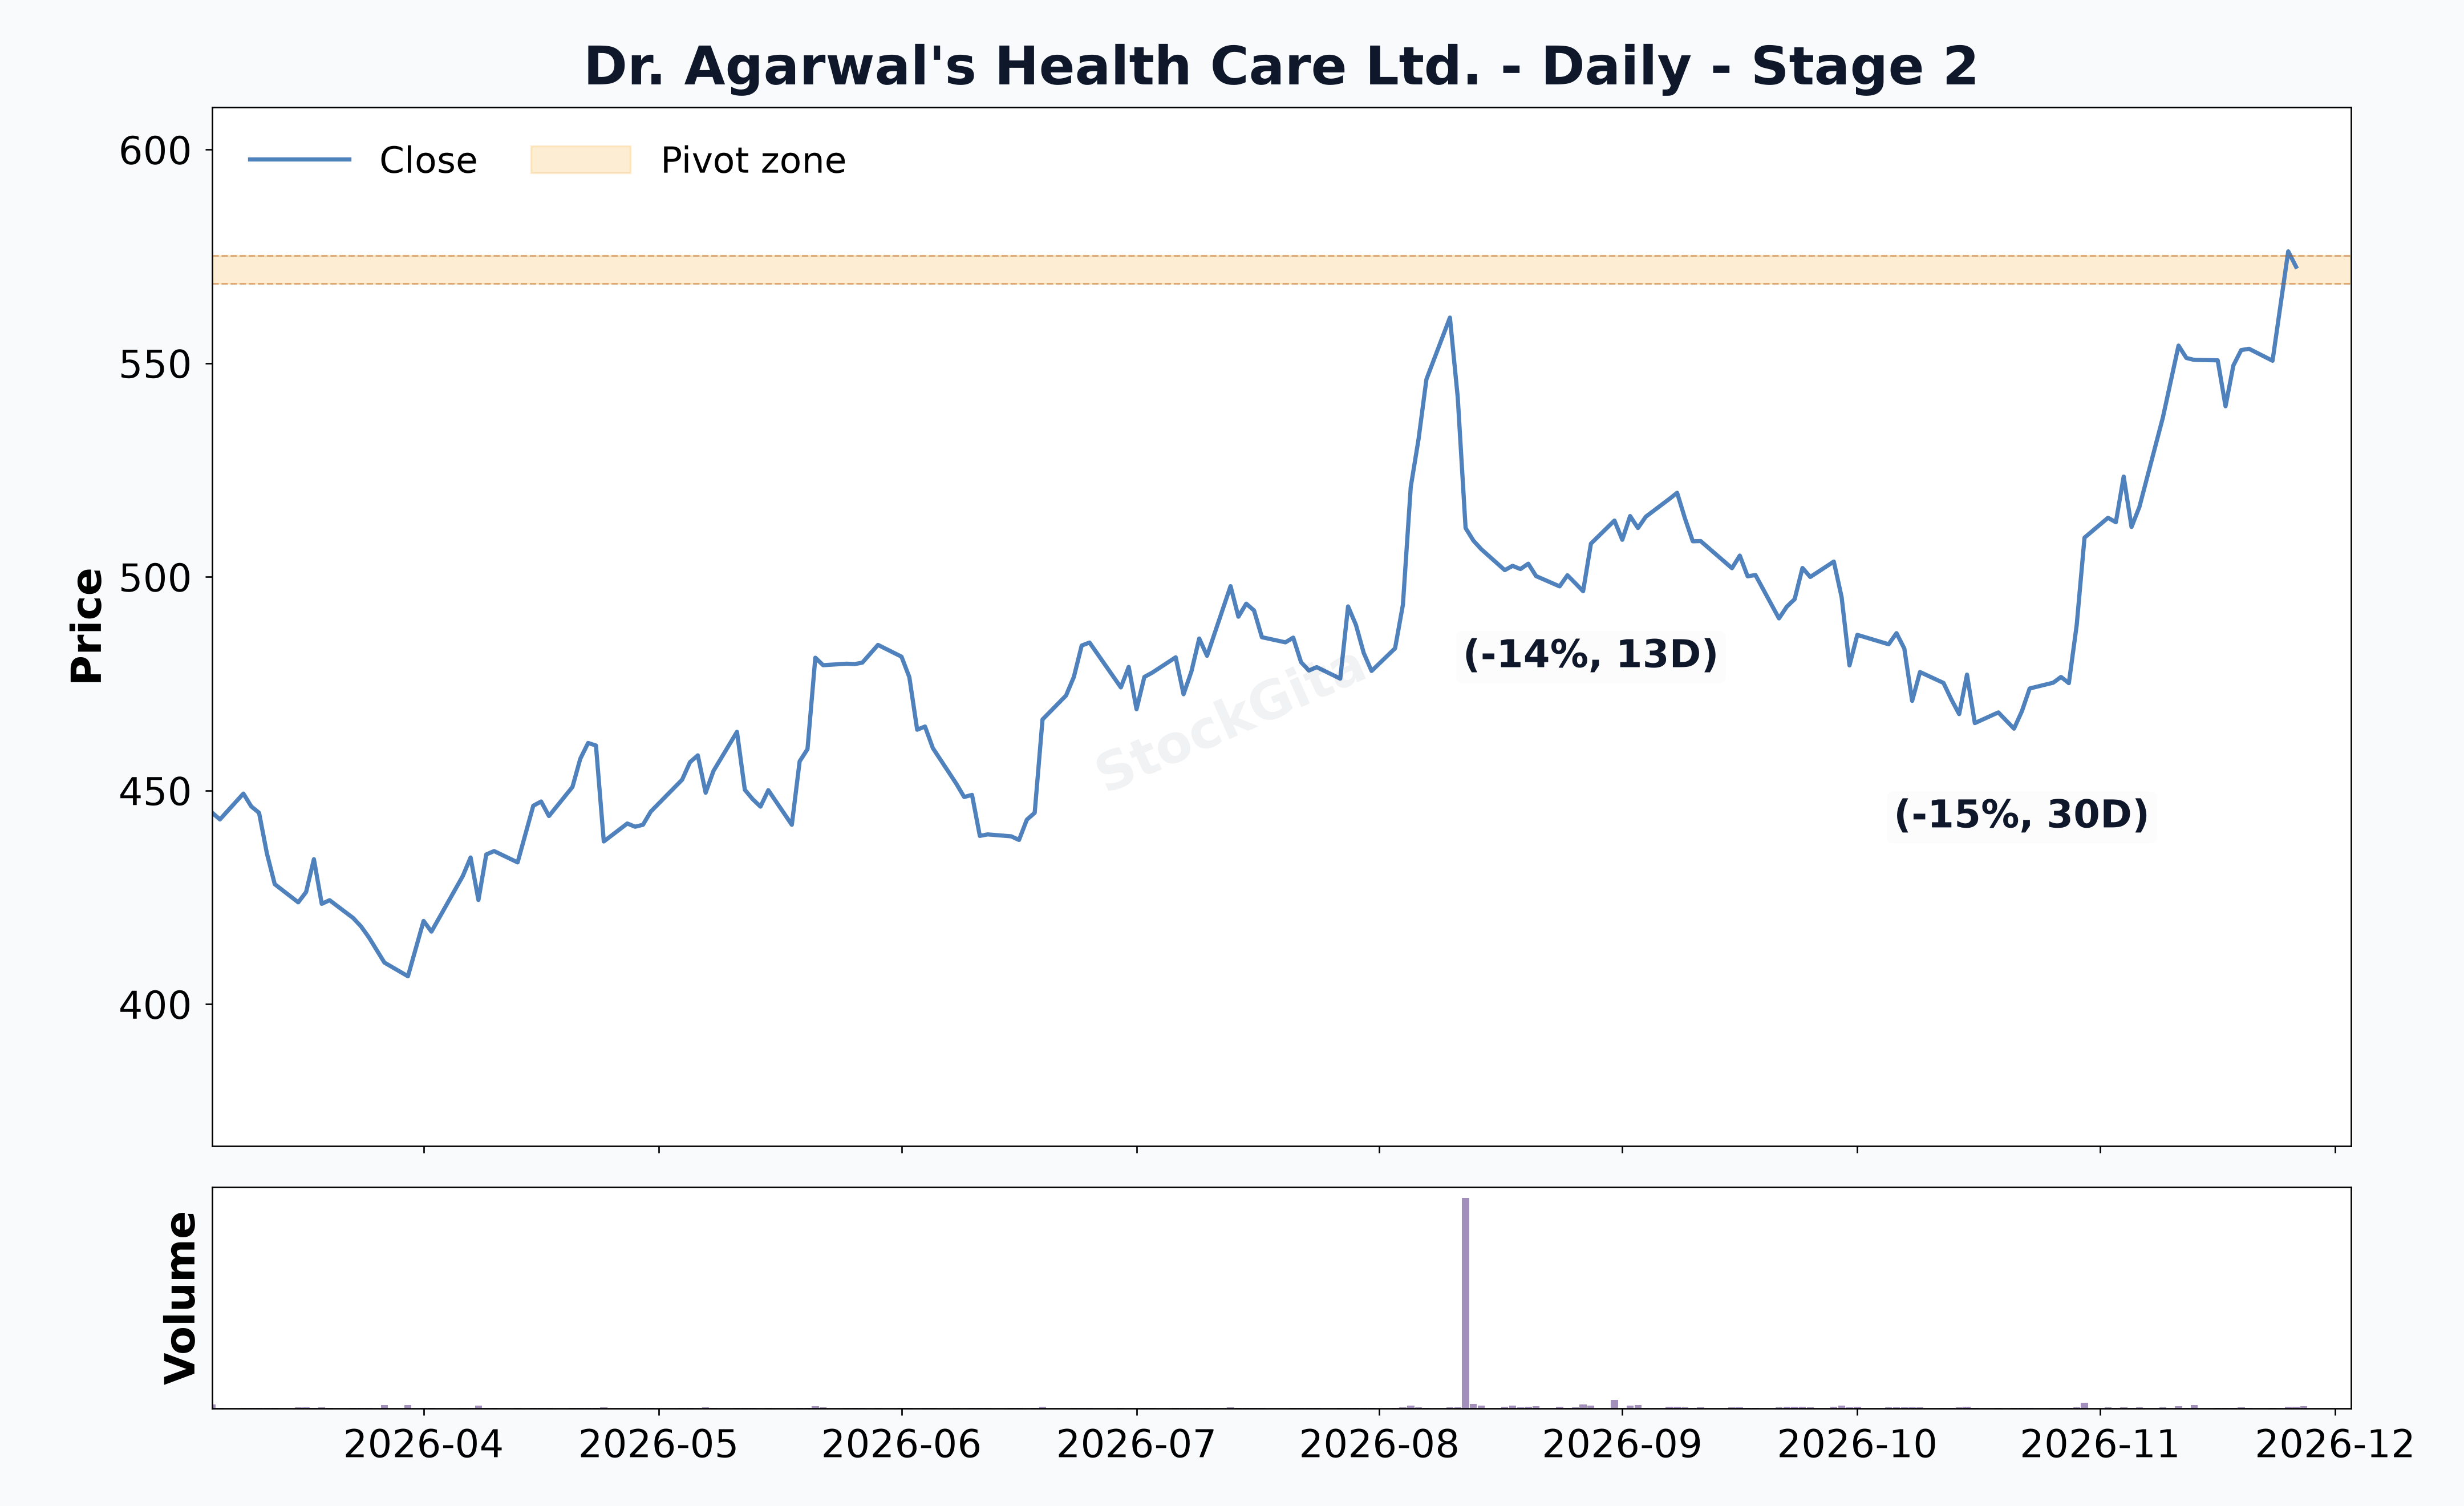 Dr. Agarwal's Health Care Ltd. - Daily - Stage 2
Close
Pivot zone
600
550
500
450
400
Price
(-14%, 13D)
(-15%, 30D)
StockGita
Volume
2026-04
2026-05
2026-06
2026-07
2026-08
2026-09
2026-10
2026-11
2026-12